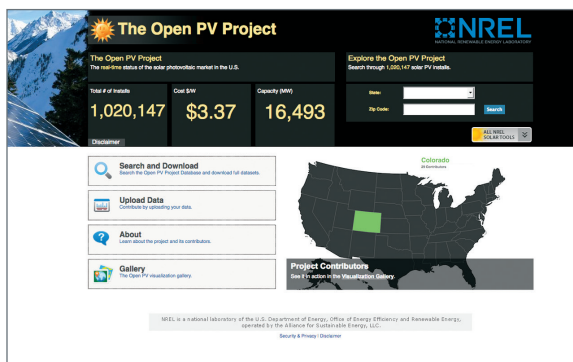 The Open PV Project
NREL
NATIONAL RENEWABLE ENERGY LABORATORY
The Open PV Project
The real-time status of the solar photovoltaic market in the U.S.
Explore the Open PV Project
Search through 1,020,147 solar PV installs.
Total # of Installs
1,020,147
Cost $/W
$3.37
Capacity (MW)
16,493
State:
Zip Code:
Search
Disclaimer
ALL NREL
SOLAR TOOLS
Search and Download
Search the Open PV Project Database and download full datasets.
Upload Data
Contribute by uploading your data.
About
Learn about the project and its contributors.
Gallery
The Open PV visualization gallery.
Colorado
Contributors
Project Contributors
See it in action in the Visualization Gallery.
NREL is a national laboratory of the U.S. Department of Energy, Office of Energy Efficiency and Renewable Energy,
operated by the Alliance for Sustainable Energy, LLC.
Security & Privacy | Disclaimer